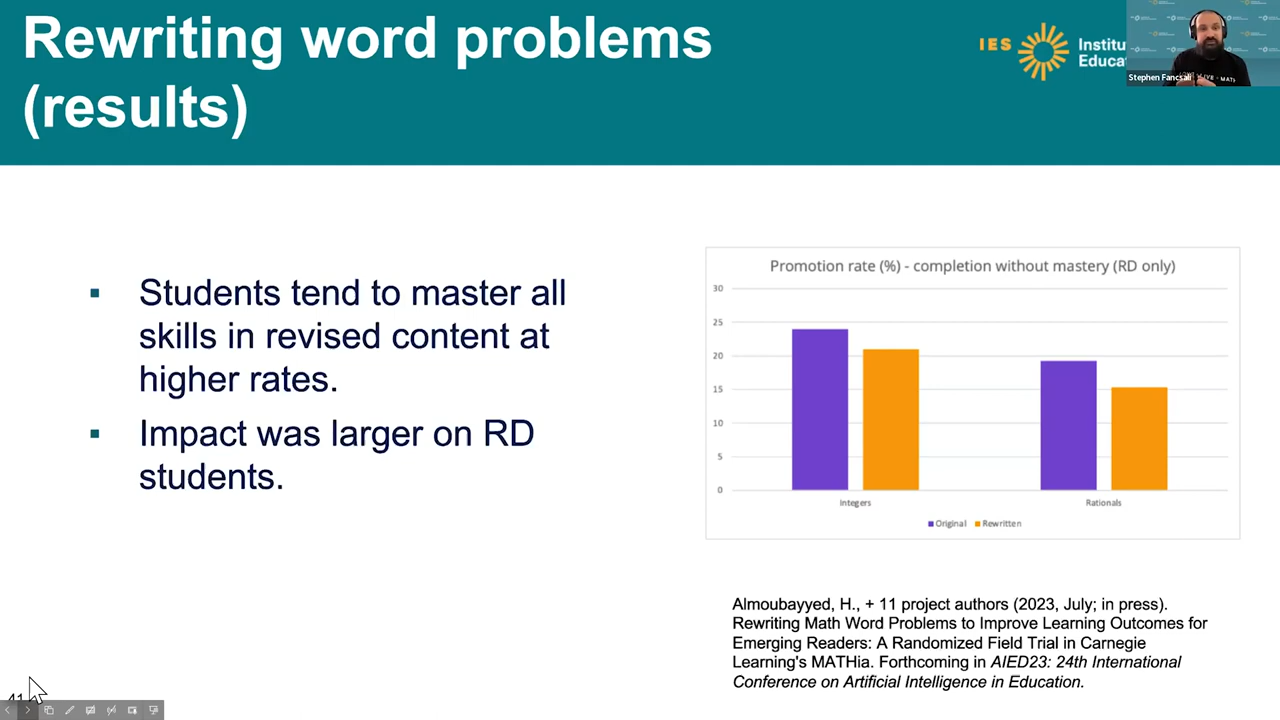 Rewriting word problems
(results)
IES
Institu
Educa
Stephen Fancsali
▪ Students tend to master all
skills in revised content at
higher rates.
▪ Impact was larger on RD
students.
Promotion rate (%) - completion without mastery (RD only)
30
25
20
15
10
5
0
Integers
Rationals
Original
Rewritten
Almoubayyed, H., + 11 project authors (2023, July; in press).
Rewriting Math Word Problems to Improve Learning Outcomes for
Emerging Readers: A Randomized Field Trial in Carnegie
Learning's MATHia. Forthcoming in AIED23: 24th International
Conference on Artificial Intelligence in Education.
41